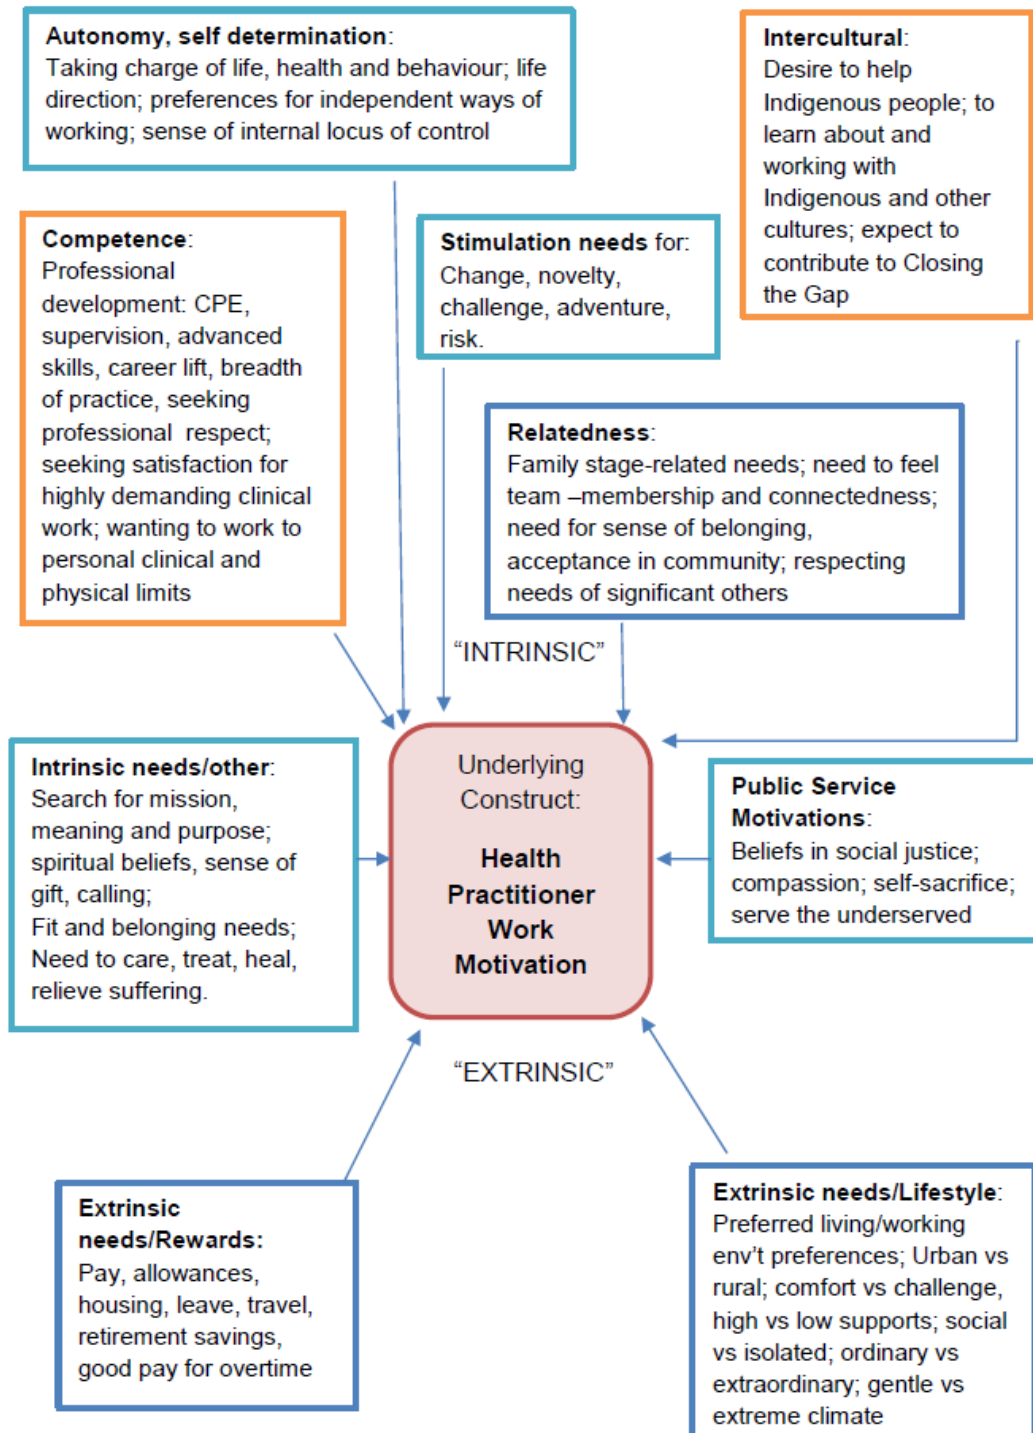 Autonomy, self determination:
Taking charge of life, health and behaviour; life
direction; preferences for independent ways of
working; sense of internal locus of control
Intercultural:
Desire to help
Indigenous people; to
learn about and
working with
Indigenous and other
cultures; expect to
contribute to Closing
the Gap
Competence:
Professional
development: CPE,
supervision, advanced
skills, career lift, breadth
of practice, seeking
professional respect;
seeking satisfaction for
highly demanding clinical
work; wanting to work to
personal clinical and
physical limits
Stimulation needs for:
Change, novelty,
challenge, adventure,
risk.
Relatedness:
Family stage-related needs; need to feel
team –membership and connectedness;
need for sense of belonging,
acceptance in community; respecting
needs of significant others
“INTRINSIC”
Intrinsic needs/other:
Search for mission,
meaning and purpose;
spiritual beliefs, sense of
gift, calling;
Fit and belonging needs;
Need to care, treat, heal,
relieve suffering.
Underlying
Construct:
Health
Practitioner
Work
Motivation
Public Service
Motivations:
Beliefs in social justice;
compassion; self-sacrifice;
serve the underserved
“EXTRINSIC”
Extrinsic
needs/Rewards:
Pay, allowances,
housing, leave, travel,
retirement savings,
good pay for overtime
Extrinsic needs/Lifestyle:
Preferred living/working
env’t preferences; Urban vs
rural; comfort vs challenge,
high vs low supports; social
vs isolated; ordinary vs
extraordinary; gentle vs
extreme climate